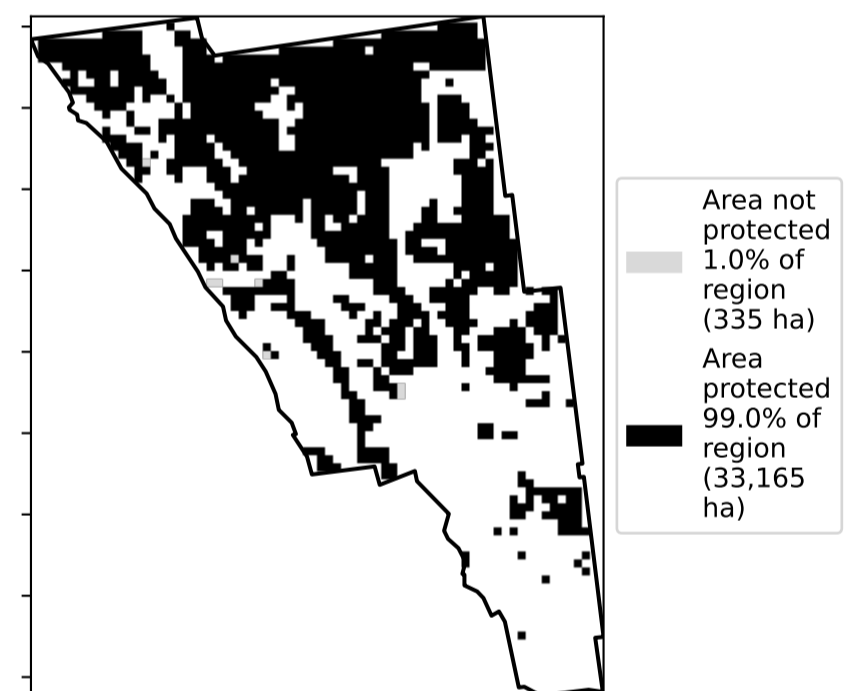 Area not
protected
1.0% of
region
(335 ha)
Area
protected
99.0% of
region
(33,165
ha)